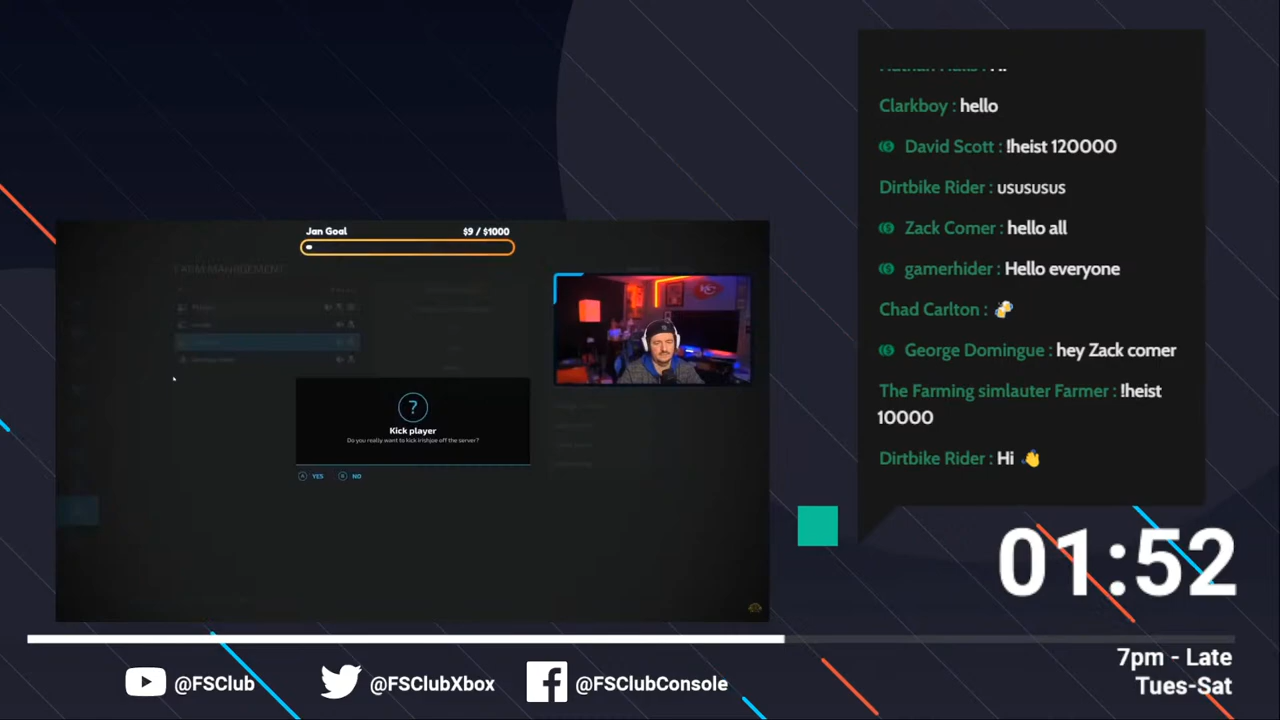 Jan Goal $9 / $1000
FARM MANAGEMENT
Kick player
Do you really want to kick irishjoe off the server?
YES NO
Clarkboy : hello
David Scott : !heist 120000
Dirtbike Rider : usususus
Zack Comer : hello all
gamerhider : Hello everyone
Chad Carlton :
George Domingue : hey Zack comer
The Farming simlauter Farmer : !heist
10000
Dirtbike Rider : Hi
01:52
7pm - Late
Tues-Sat
@FSClub @FSClubXbox @FSClubConsole